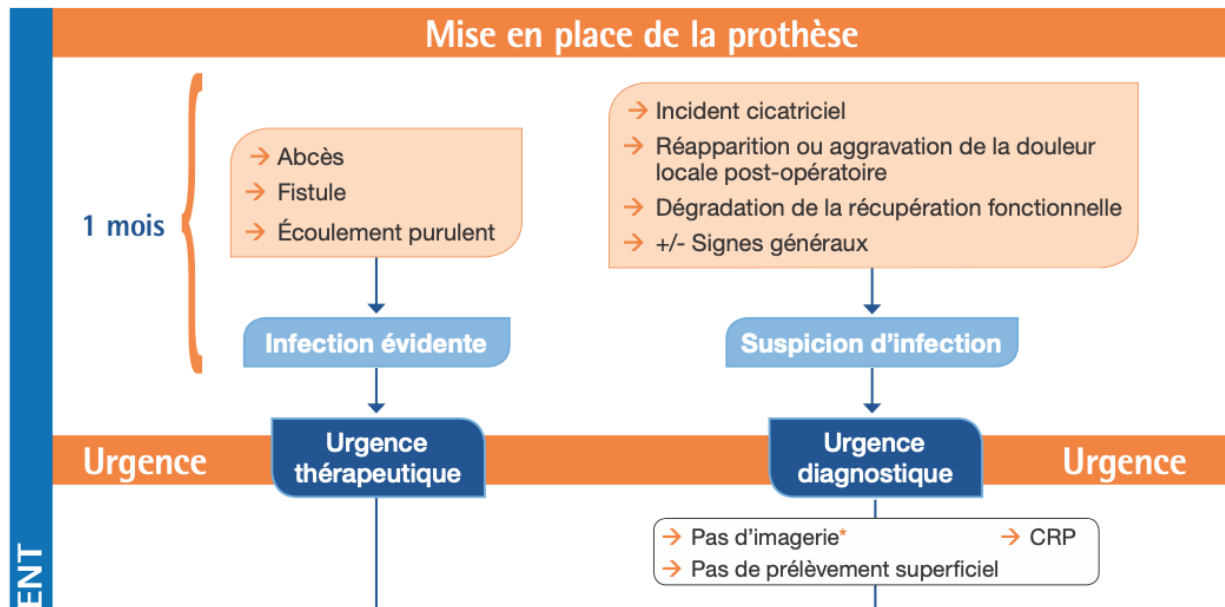 Mise en place de la prothèse
1 mois
→ Abcès
→ Fistule
→ Écoulement purulent
→ Incident cicatriciel
→ Réapparition ou aggravation de la douleur
locale post-opératoire
→ Dégradation de la récupération fonctionnelle
→ +/- Signes généraux
Infection évidente
Suspicion d'infection
Urgence
Urgence
thérapeutique
Urgence
diagnostique
Urgence
→ Pas d'imagerie*
→ CRP
→ Pas de prélèvement superficiel
ENT